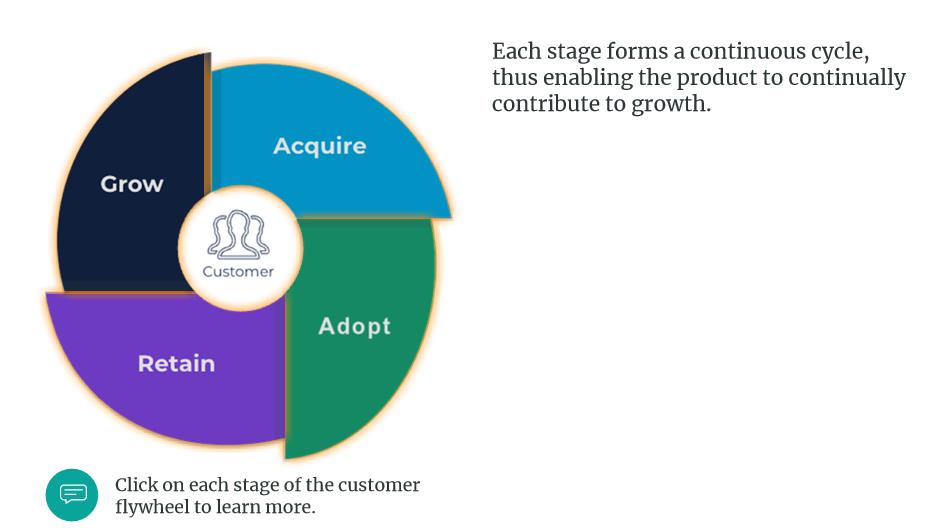 Each stage forms a continuous cycle,
thus enabling the product to continually
contribute to growth.
Acquire
Grow
Customer
Adopt
Retain
Click on each stage of the customer
flywheel to learn more.